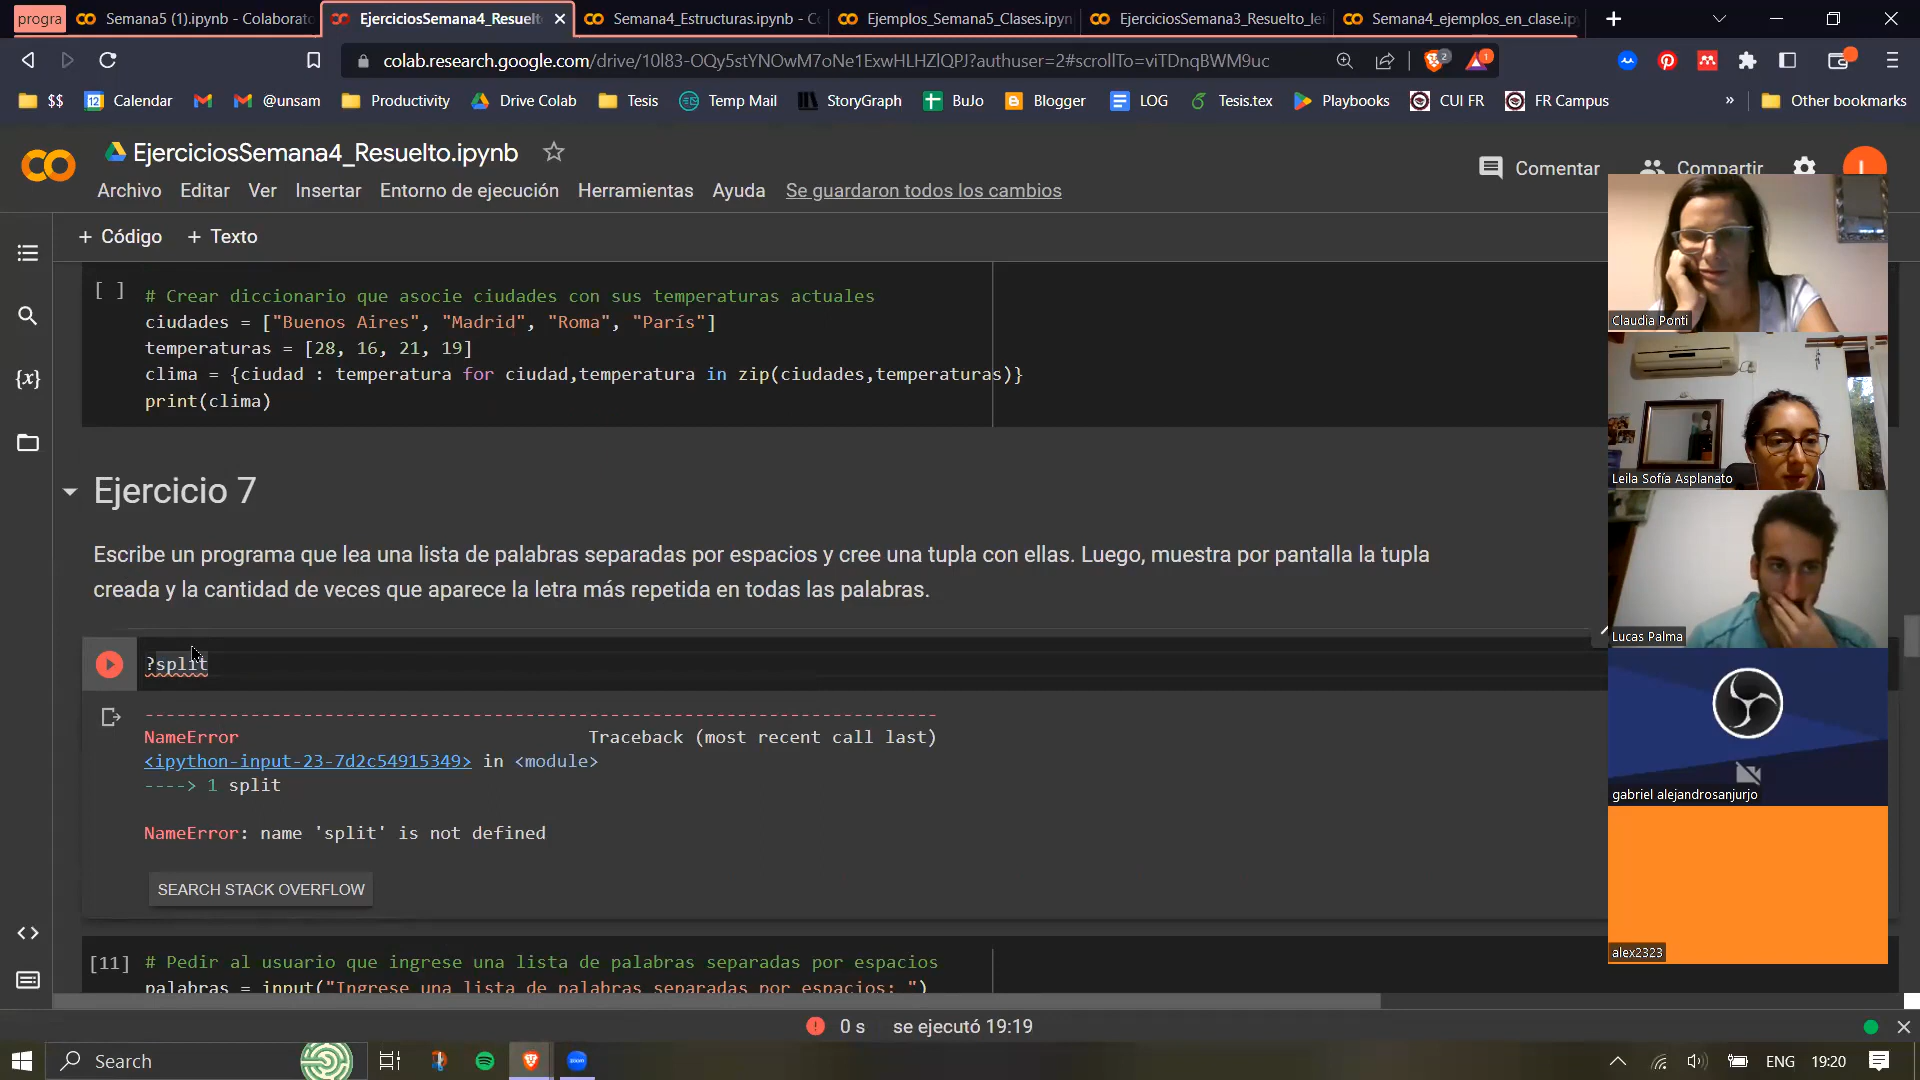 progra
Semana5 (1).ipynb - Colaborato
EjerciciosSemana4_Resuelt
Semana4_Estructuras.ipynb - C
Ejemplos_Semana5_Clases.ipyn
EjerciciosSemana3_Resuelto_lei
Semana4_ejemplos_en_clase.ip
colab.research.google.com/drive/10l83-OQy5stYNOwM7oNe1ExwHLHZlQPJ?authuser=2#scrollTo=viTDnqBWM9uc
2
1
$$
12
Calendar
@unsam
Productivity
Drive Colab
Tesis
Temp Mail
StoryGraph
BuJo
Blogger
LOG
Tesis.tex
Playbooks
CUI FR
FR Campus
»
Other bookmarks
EjerciciosSemana4_Resuelto.ipynb
Comentar
Compartir
Archivo Editar Ver Insertar Entorno de ejecución Herramientas Ayuda Se guardaron todos los cambios
+ Código + Texto
[ ] # Crear diccionario que asocie ciudades con sus temperaturas actuales
ciudades = ["Buenos Aires", "Madrid", "Roma", "París"]
temperaturas = [28, 16, 21, 19]
clima = {ciudad : temperatura for ciudad,temperatura in zip(ciudades,temperaturas)}
print(clima)
Ejercicio 7
Escribe un programa que lea una lista de palabras separadas por espacios y cree una tupla con ellas. Luego, muestra por pantalla la tupla
creada y la cantidad de veces que aparece la letra más repetida en todas las palabras.
?split
---------------------------------------------------------------------------
NameError Traceback (most recent call last)
<ipython-input-23-7d2c54915349> in <module>
----> 1 split
NameError: name 'split' is not defined
SEARCH STACK OVERFLOW
[11] # Pedir al usuario que ingrese una lista de palabras separadas por espacios
palabras = input("Ingrese una lista de palabras separadas por espacios: ")
{x}
Claudia Ponti
Leila Sofía Asplanato
Lucas Palma
gabriel alejandrosanjurjo
alex2323
0 s se ejecutó 19:19
Search
zoom
ENG
19:20